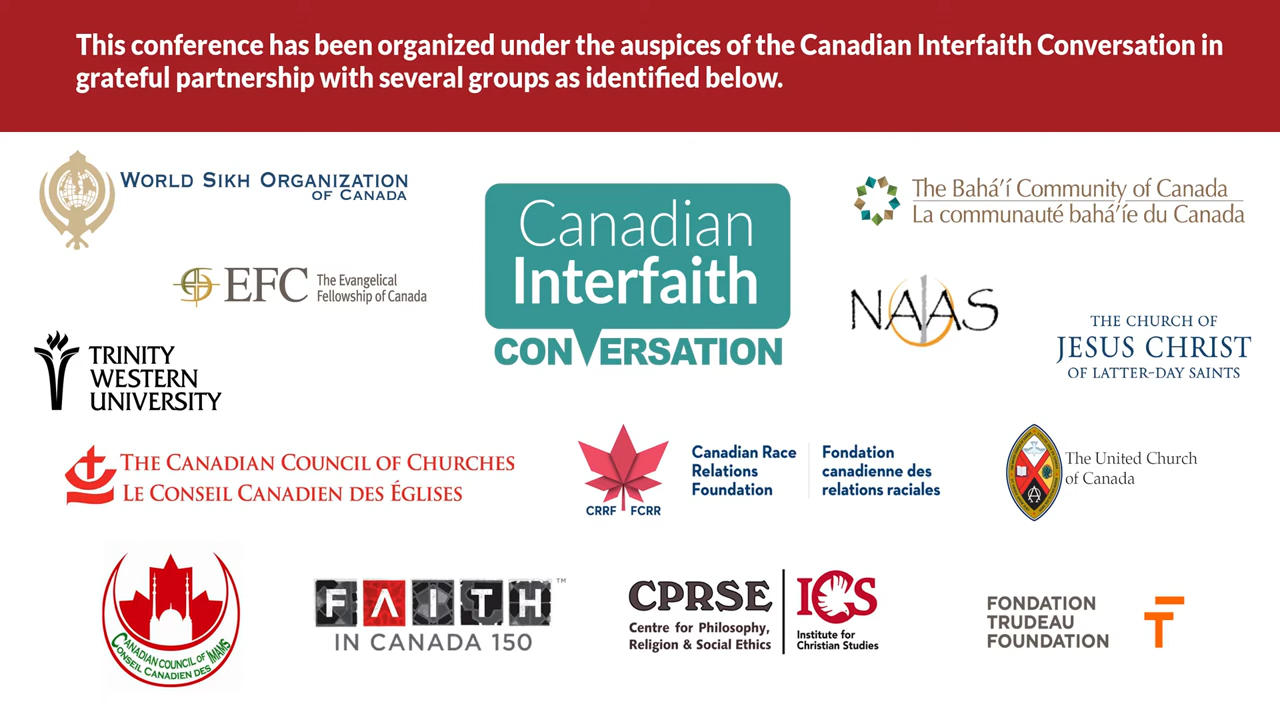 This conference has been organized under the auspices of the Canadian Interfaith Conversation in
grateful partnership with several groups as identified below.
WORLD SIKH ORGANIZATION
OF CANADA
Canadian
Interfaith
CONVERSATION
The Bahá'í Community of Canada
La communauté bahá'íe du Canada
EFC
The Evangelical
Fellowship of Canada
NAAS
THE CHURCH OF
JESUS CHRIST
OF LATTER-DAY SAINTS
TRINITY
WESTERN
UNIVERSITY
THE CANADIAN COUNCIL OF CHURCHES
LE CONSEIL CANADIEN DES ÉGLISES
CRRF FCRR
Canadian Race
Relations
Foundation
Fondation
canadienne des
relations raciales
The United Church
of Canada
CANADIAN COUNCIL OF IMAMS
CONSEIL CANADIEN DES
FAITH™
IN CANADA 150
CPRSE
Centre for Philosophy,
Religion & Social Ethics
ICS
Institute for
Christian Studies
FONDATION
TRUDEAU
FOUNDATION